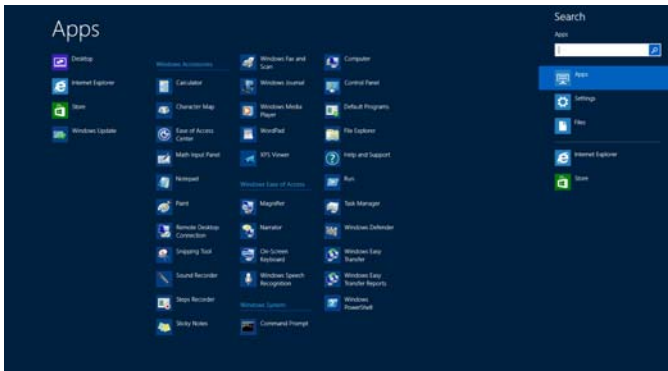 Apps
Desktop
Internet Explorer
Store
Windows Update
Windows Accessories
Calculator
Character Map
Ease of Access
Center
Math Input Panel
Notepad
Paint
Remote Desktop
Connection
Snipping Tool
Sound Recorder
Steps Recorder
Sticky Notes
Windows Fax and
Scan
Windows Journal
Windows Media
Player
WordPad
XPS Viewer
Windows Ease of Access
Magnifier
Narrator
On-Screen
Keyboard
Windows Speech
Recognition
Windows System
Command Prompt
Computer
Control Panel
Default Programs
File Explorer
Help and Support
Run
Task Manager
Windows Defender
Windows Easy
Transfer
Windows Easy
Transfer Reports
Windows
PowerShell
Search
Apps
Apps
Settings
Files
Internet Explorer
Store